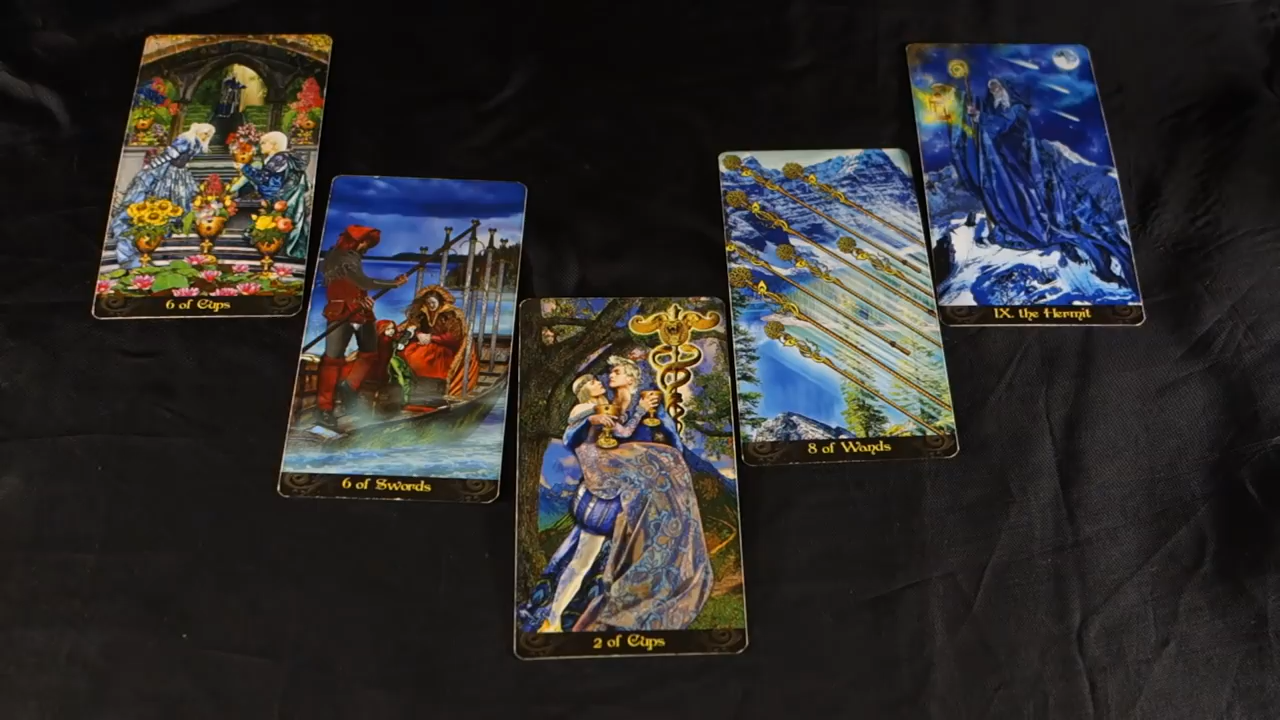 6 of Cups
6 of Swords
2 of Cups
8 of Wands
IX. the Hermit